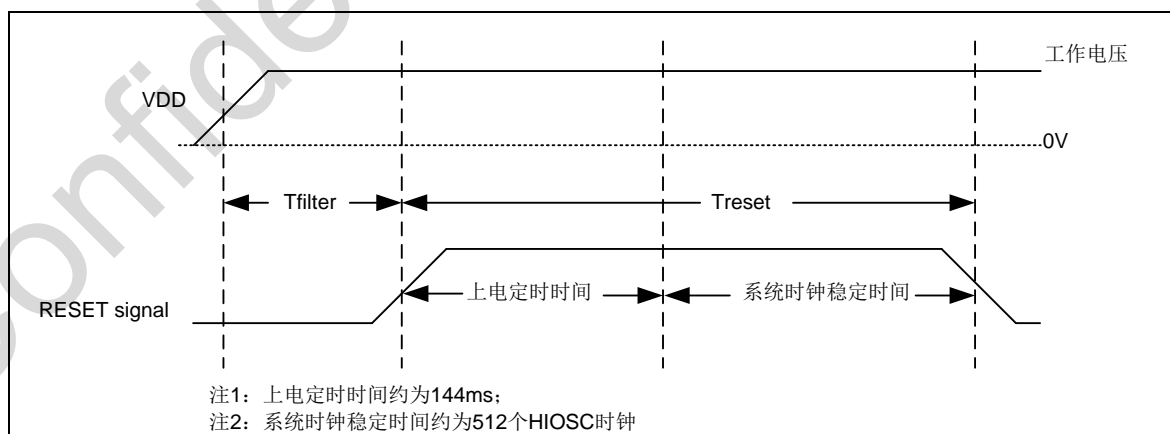 Confide
工作电压
VDD
0V
Tfilter
Treset
上电定时时间
系统时钟稳定时间
RESET signal
注1：上电定时时间约为144ms；
注2：系统时钟稳定时间约为512个HIOSC时钟